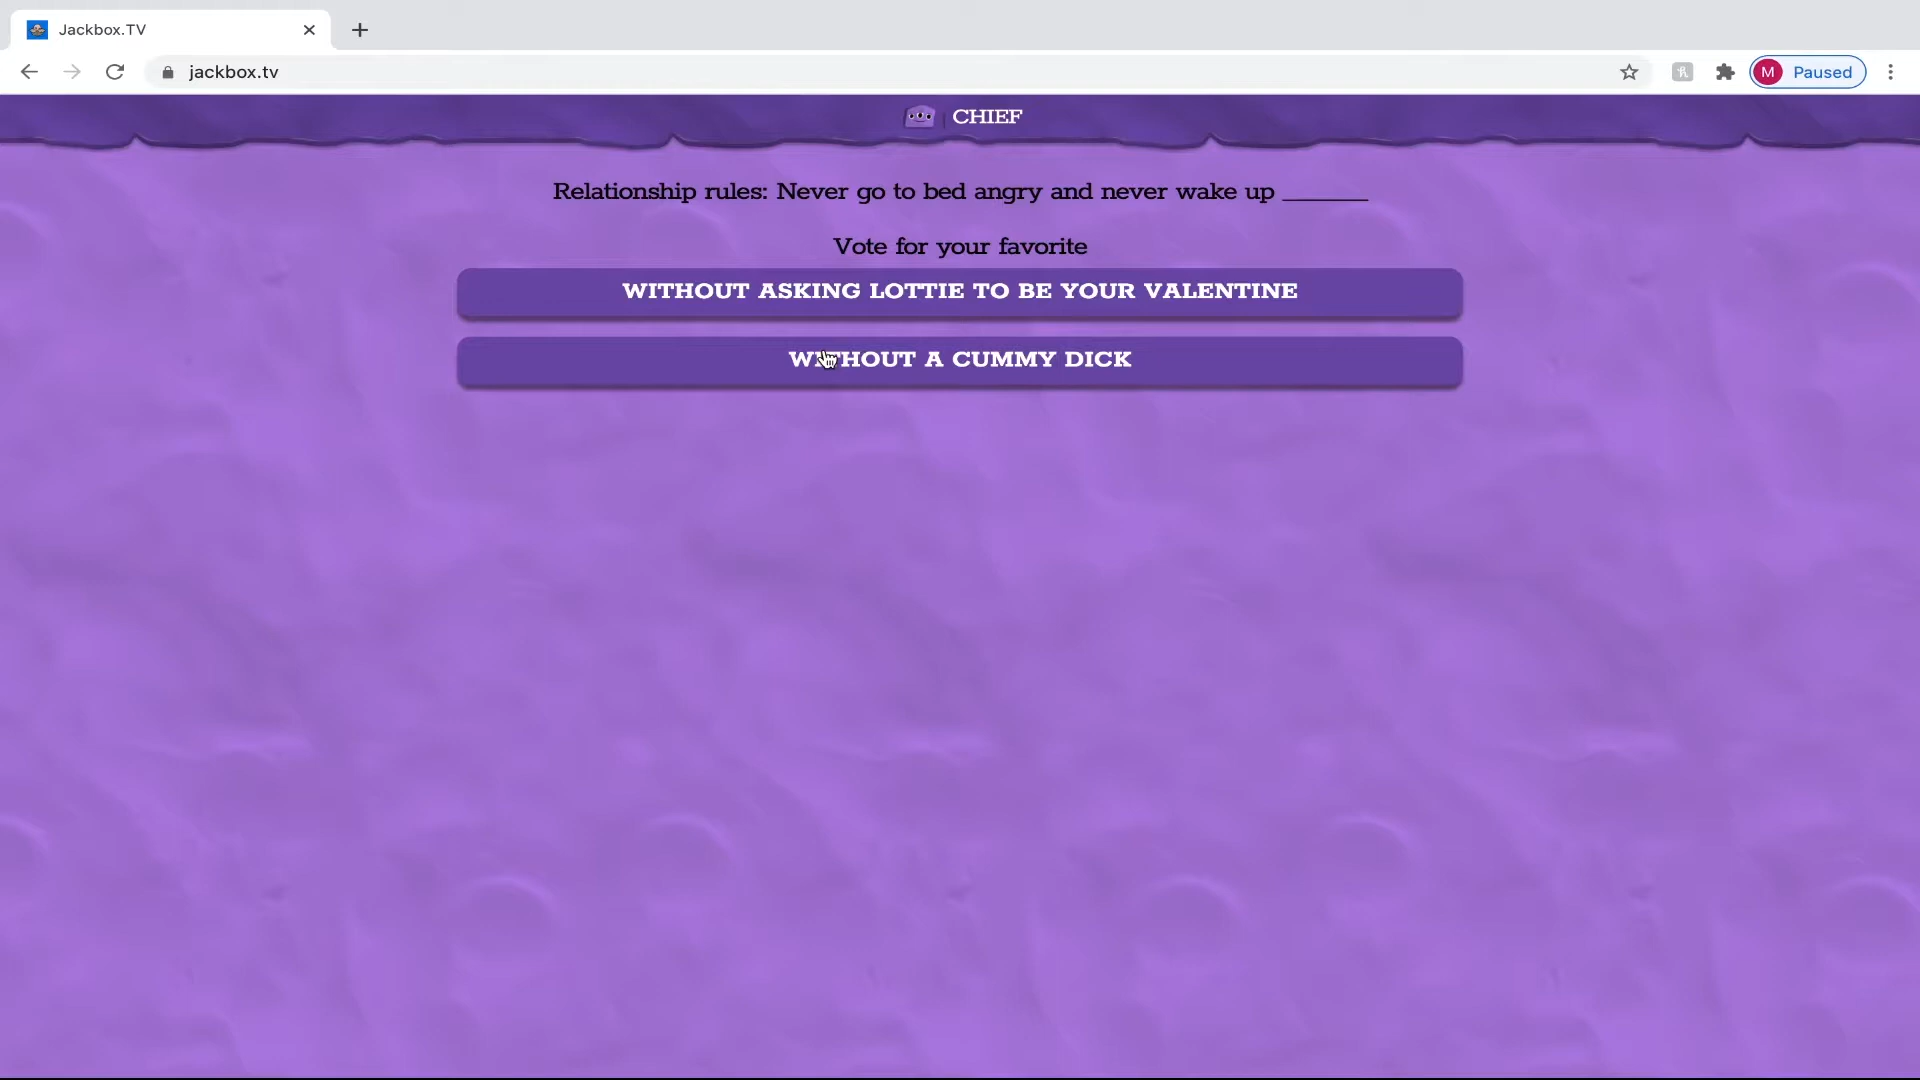 Jackbox.TV
jackbox.tv
M Paused
CHIEF
Relationship rules: Never go to bed angry and never wake up _______
Vote for your favorite
WITHOUT ASKING LOTTIE TO BE YOUR VALENTINE
WITHOUT A CUMMY DICK